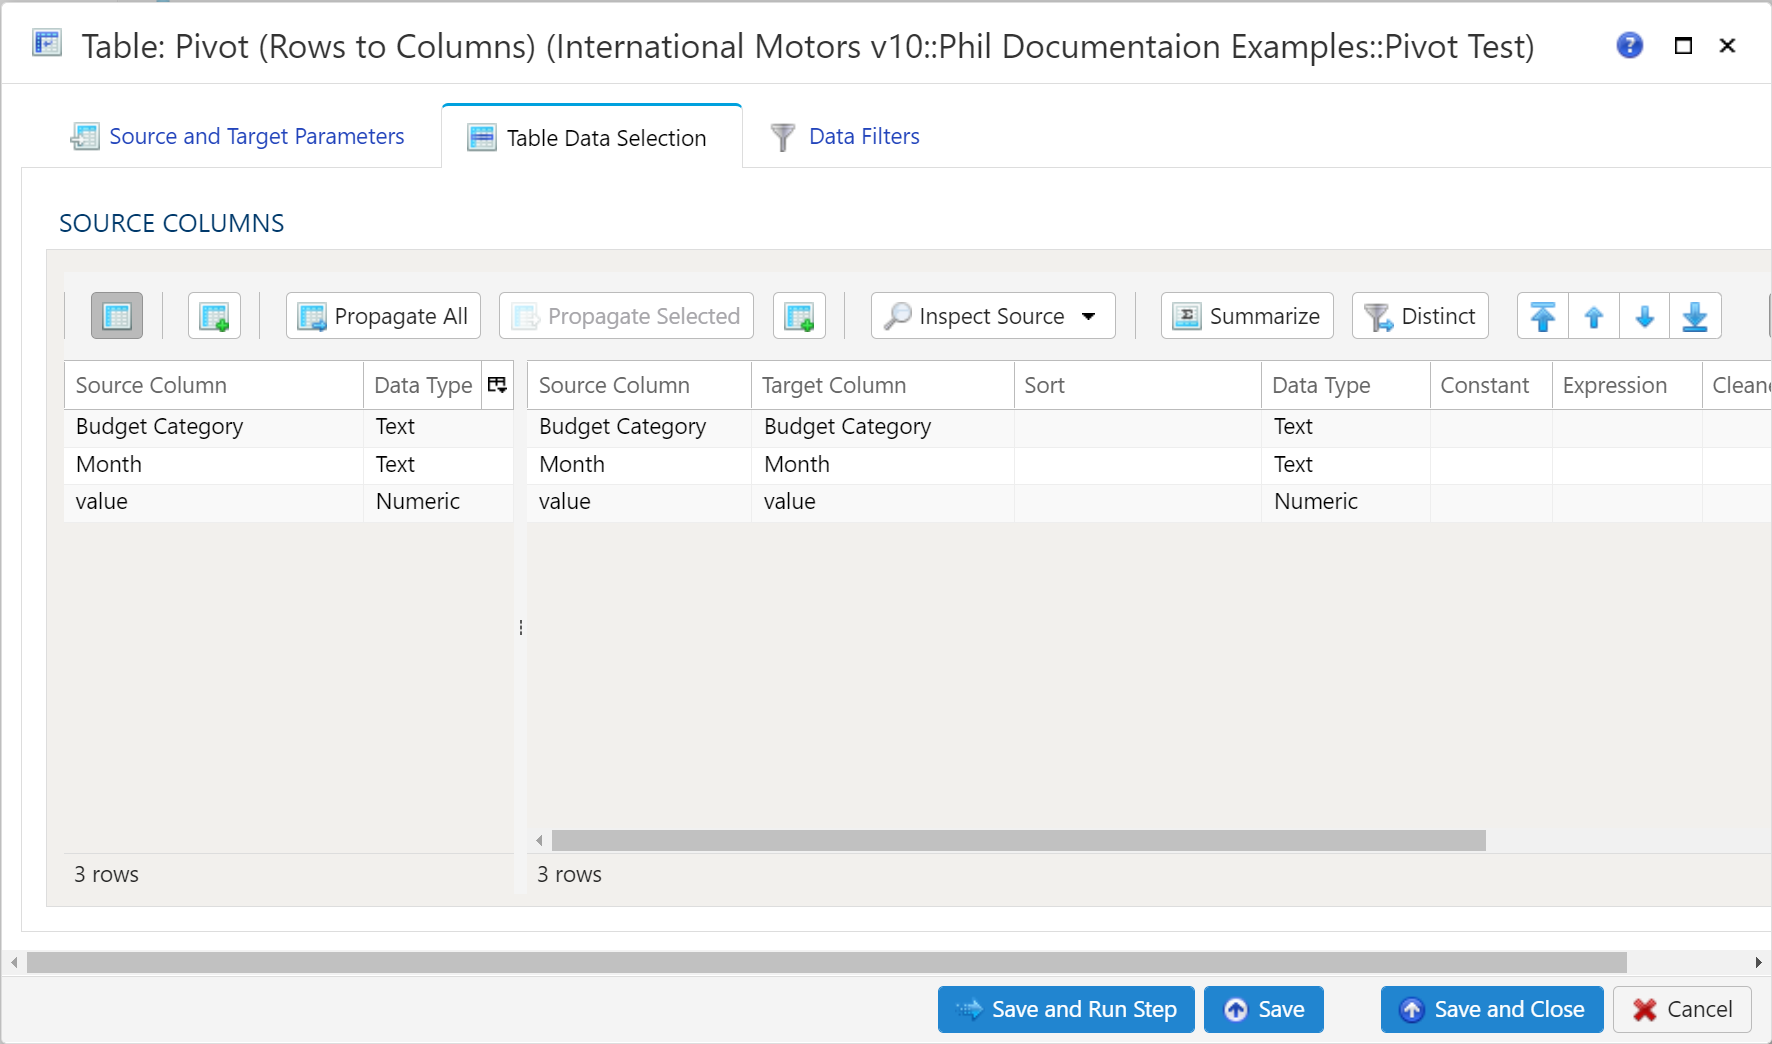 Table: Pivot (Rows to Columns) (International Motors v10::Phil Documentaion Examples::Pivot Test)
Source and Target Parameters Table Data Selection Data Filters
SOURCE COLUMNS
Propagate All Propagate Selected Inspect Source Summarize Distinct
Source Column Data Type Source Column Target Column Sort Data Type Constant Expression Cleane
Budget Category Text Budget Category Budget Category Text
Month Text Month Month Text
value Numeric value value Numeric
3 rows 3 rows
Save and Run Step Save Save and Close Cancel